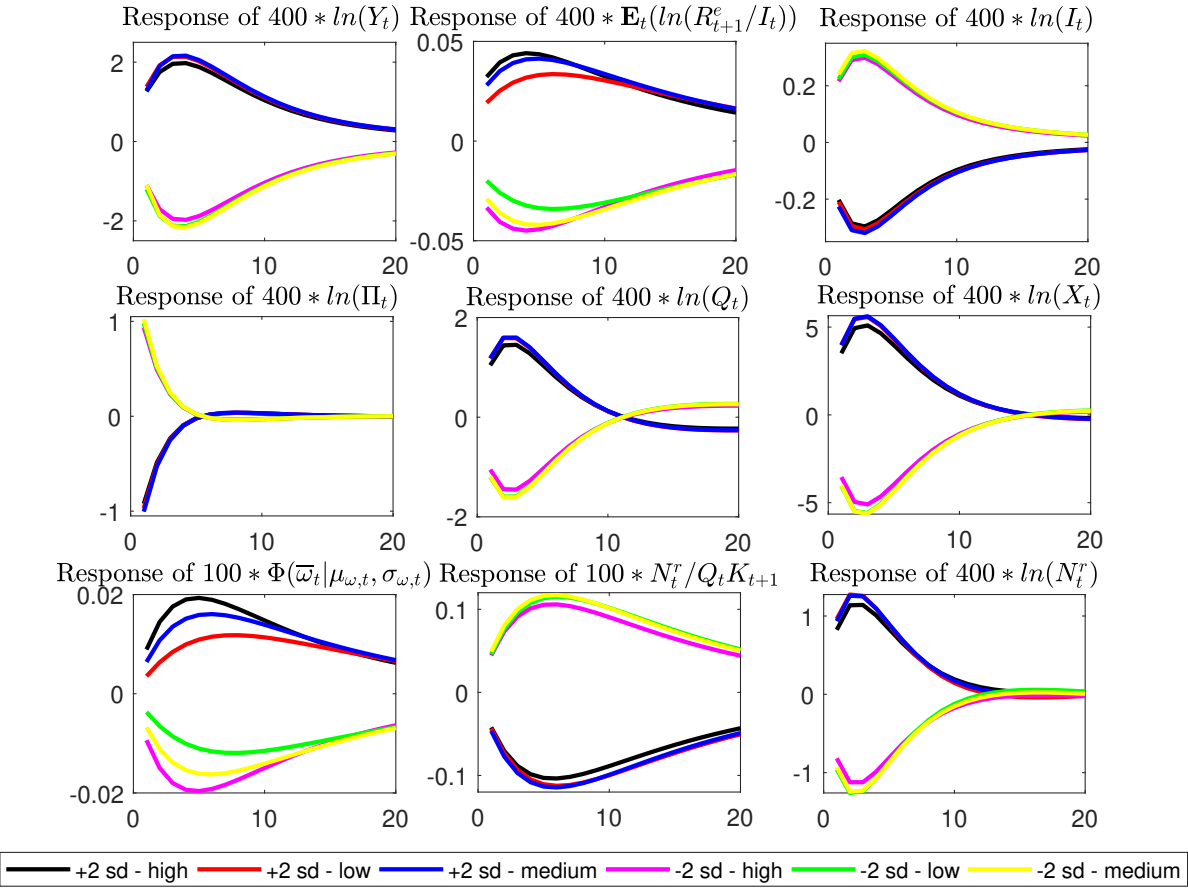 Response of 400 ∗ ln(Y_t)
Response of 400 ∗ E_t(ln(R^e_{t+1}/I_t))
Response of 400 ∗ ln(I_t)
2
0
-2
0 10 20
0.05
0
-0.05
0 10 20
0.2
-0.2
0 10 20
Response of 400 ∗ ln(Π_t)
Response of 400 ∗ ln(Q_t)
Response of 400 ∗ ln(X_t)
1
0
-1
0 10 20
2
0
-2
0 10 20
5
0
-5
0 10 20
Response of 100 ∗ Φ(ω̅_t|μ_{ω,t}, σ_{ω,t})
Response of 100 ∗ N^r_t/Q_tK_{t+1}
Response of 400 ∗ ln(N^r_t)
0.02
0
-0.02
0 10 20
0.1
0
-0.1
0 10 20
1
0
-1
0 10 20
+2 sd - high +2 sd - low +2 sd - medium -2 sd - high -2 sd - low -2 sd - medium